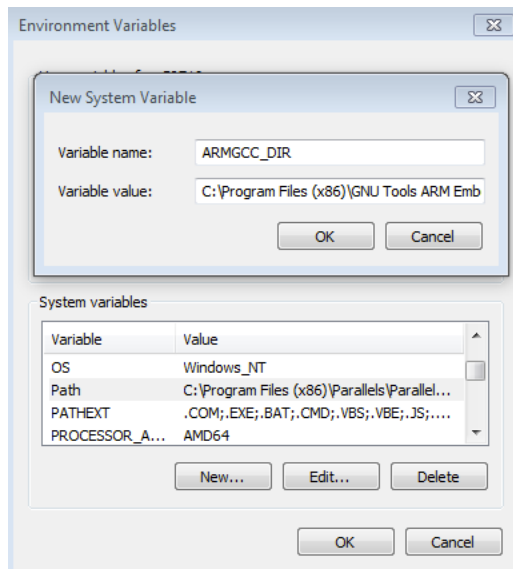 Environment Variables
New System Variable
Variable name: ARMGCC_DIR
Variable value: C:\Program Files (x86)\GNU Tools ARM Emb
OK Cancel
System variables
Variable Value
OS Windows_NT
Path C:\Program Files (x86)\Parallels\Parallel...
PATHEXT .COM;.EXE;.BAT;.CMD;.VBS;.VBE;.JS;....
PROCESSOR_A... AMD64
New... Edit... Delete
OK Cancel